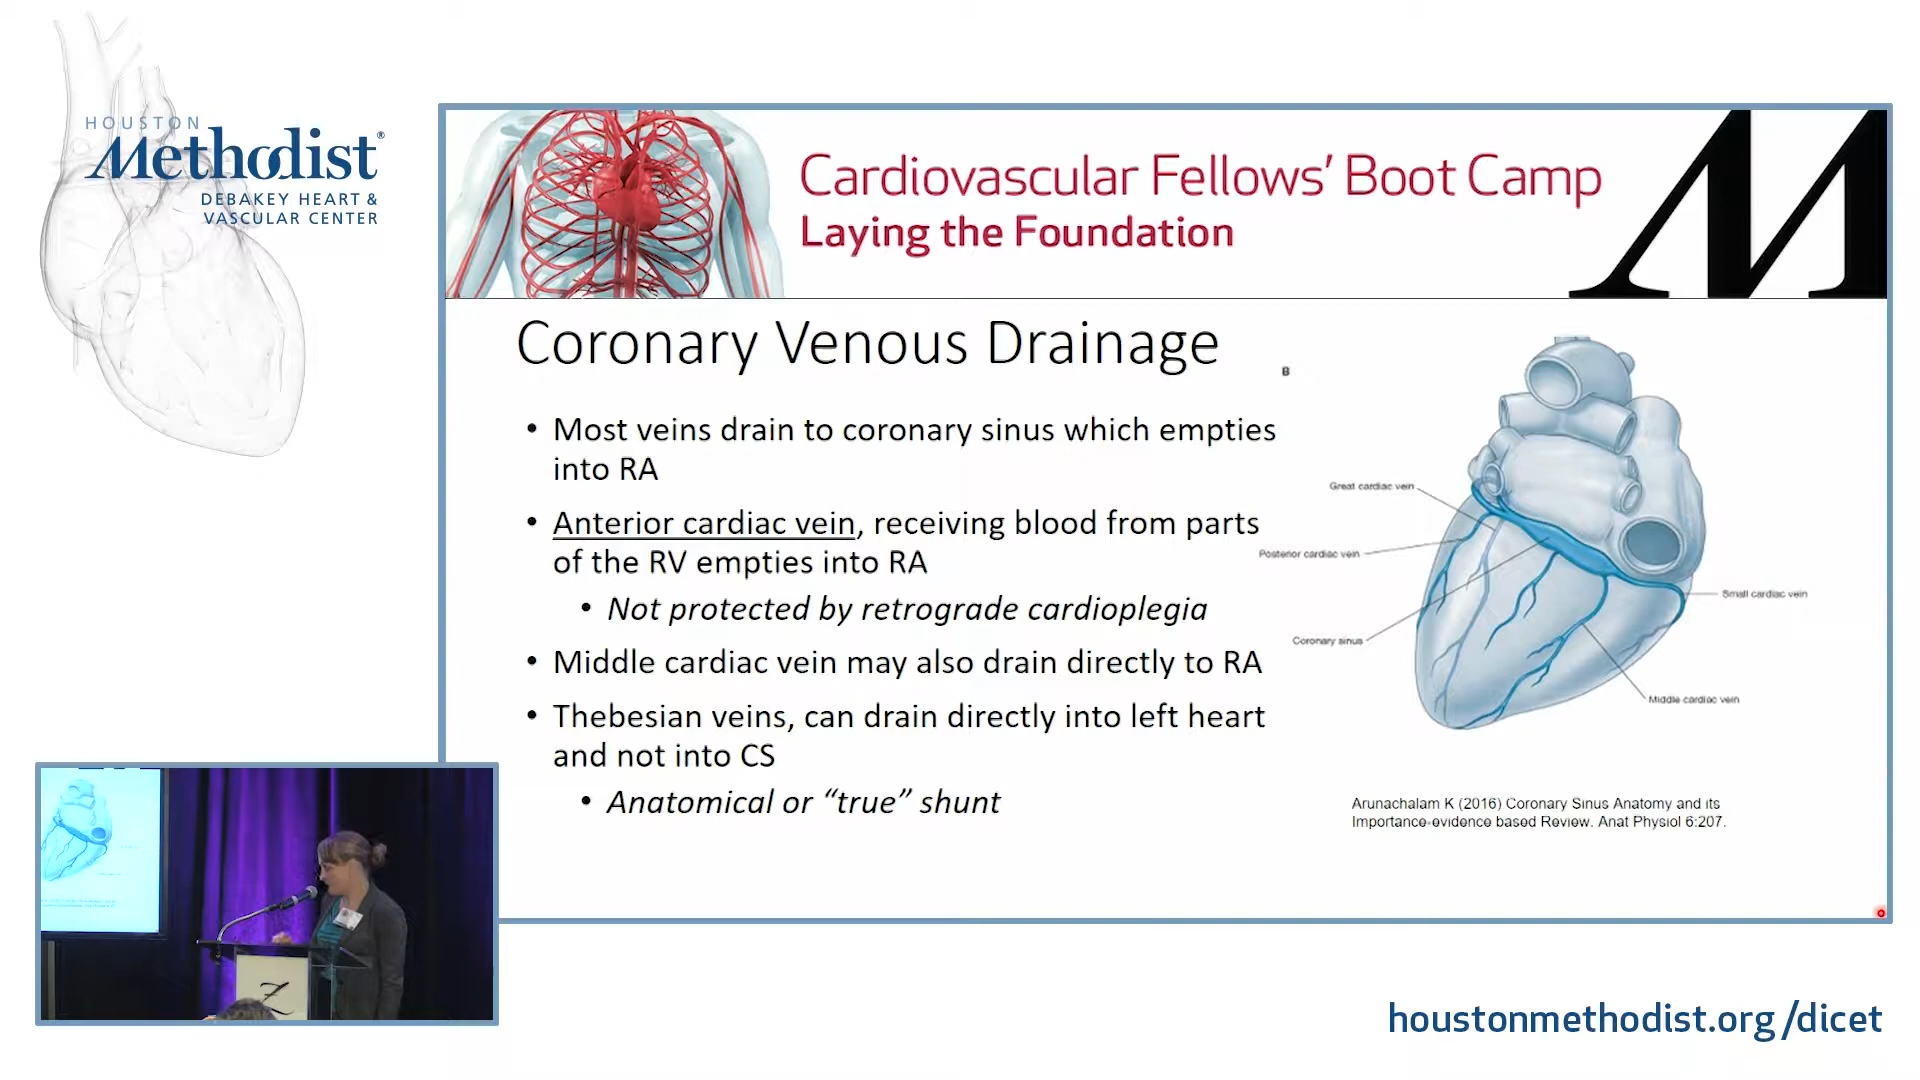 HOUSTON
Methodist®
DEBAKEY HEART &
VASCULAR CENTER
Cardiovascular Fellows' Boot Camp
Laying the Foundation
M
Coronary Venous Drainage
• Most veins drain to coronary sinus which empties
into RA
• Anterior cardiac vein, receiving blood from parts
of the RV empties into RA
• Not protected by retrograde cardioplegia
• Middle cardiac vein may also drain directly to RA
• Thebesian veins, can drain directly into left heart
and not into CS
• Anatomical or “true” shunt
B
Great cardiac vein
Posterior cardiac vein
Small cardiac vein
Coronary sinus
Middle cardiac vein
Arunachalam K (2016) Coronary Sinus Anatomy and its
Importance-evidence based Review. Anat Physiol 6:207.
Z
houstonmethodist.org/dicet